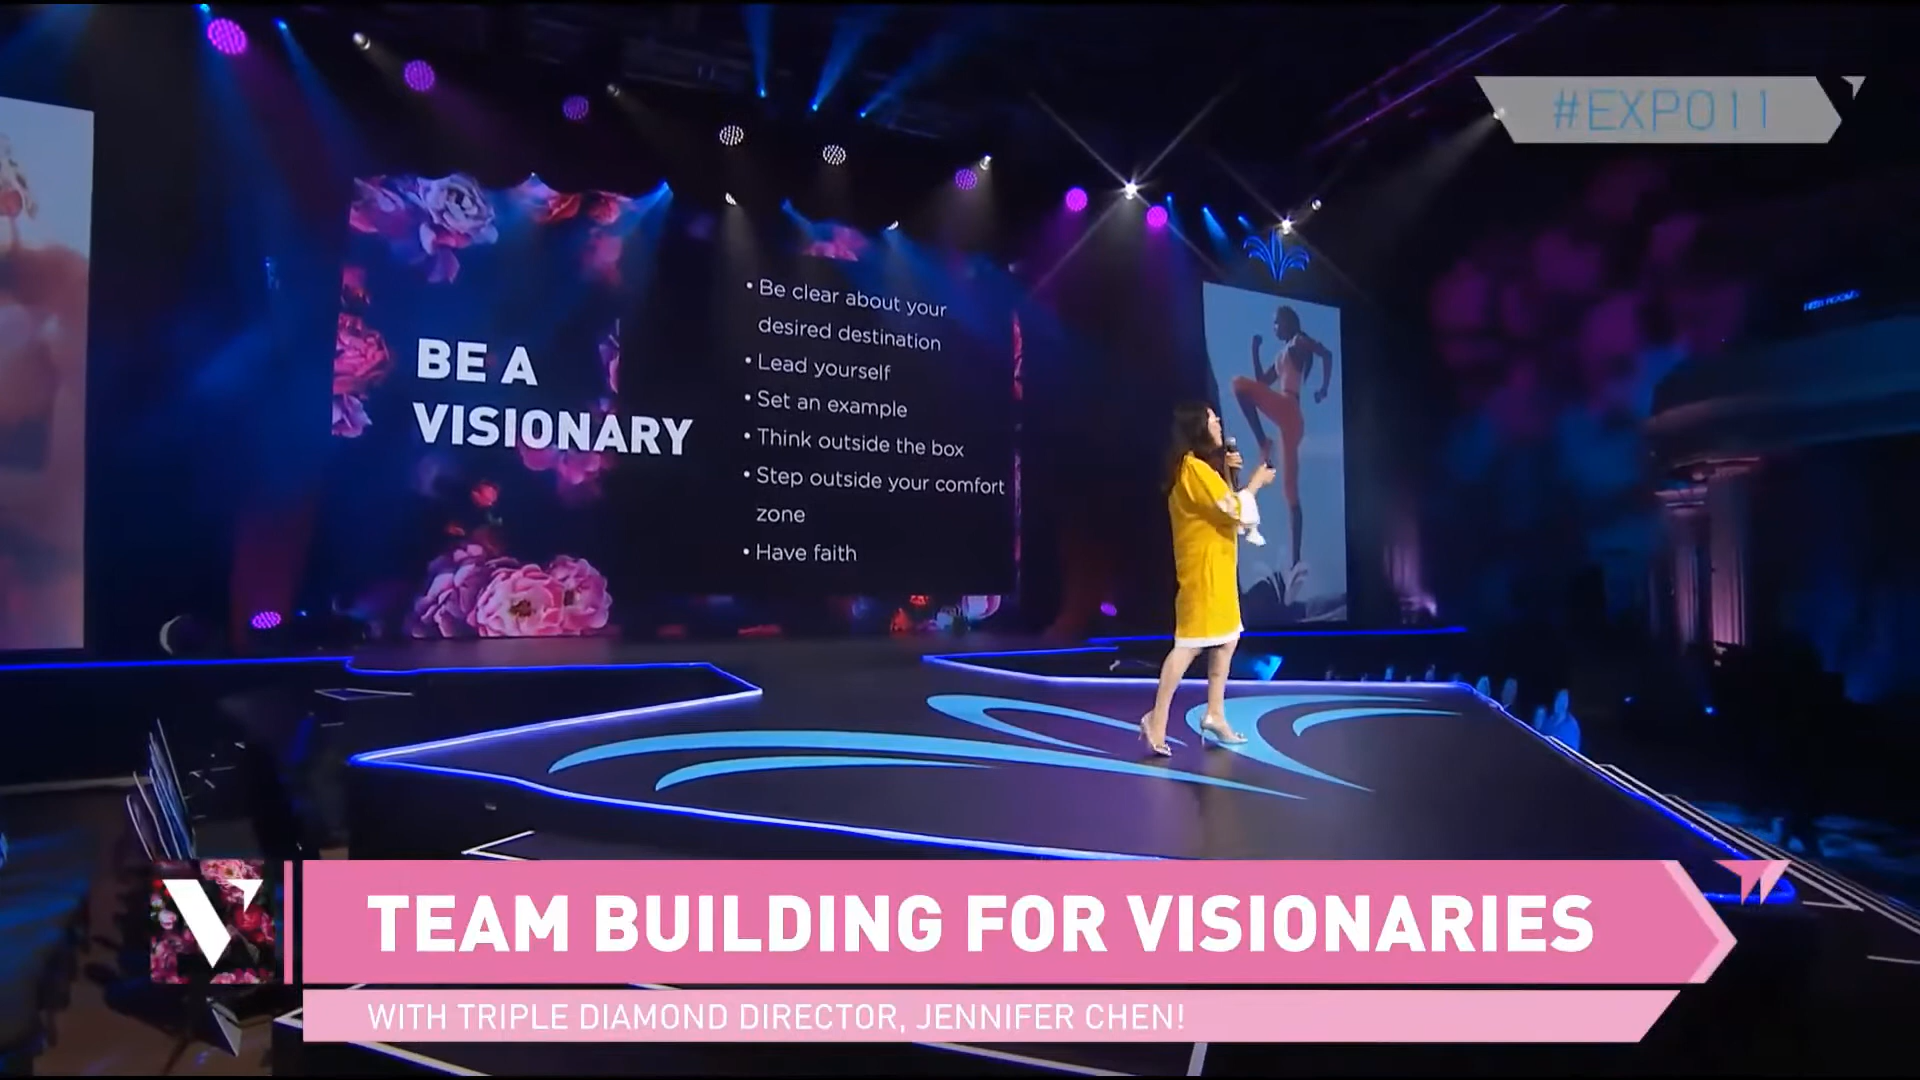 #EXPO11
BE A
VISIONARY
• Be clear about your
desired destination
• Lead yourself
• Set an example
• Think outside the box
• Step outside your comfort
zone
• Have faith
TEAM BUILDING FOR VISIONARIES
WITH TRIPLE DIAMOND DIRECTOR, JENNIFER CHEN!